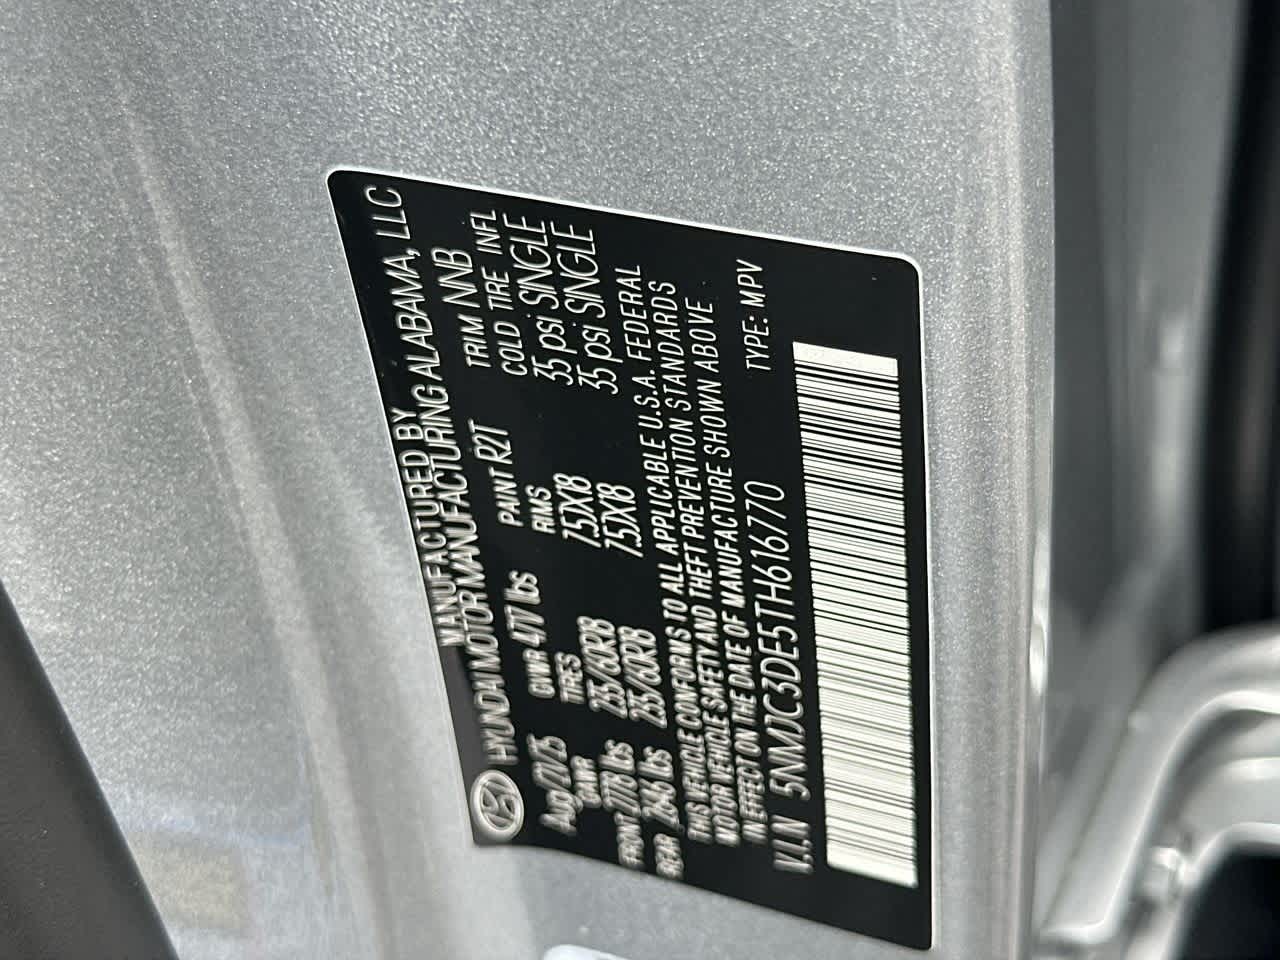 MANUFACTURED BY
HYUNDAI MOTOR MANUFACTURING ALABAMA, LLC
GVWR 4717 lbs PAINT R2T TRIM NNB
GAWR TIRES RIMS COLD TIRE INFL
FRONT 2778 lbs 235/60R18 7.5JX18 35 psi SINGLE
REAR 2645 lbs 235/60R18 7.5JX18 35 psi SINGLE
THIS VEHICLE CONFORMS TO ALL APPLICABLE U.S.A. FEDERAL
MOTOR VEHICLE SAFETY AND THEFT PREVENTION STANDARDS
IN EFFECT ON THE DATE OF MANUFACTURE SHOWN ABOVE
V.I.N 5NMJC3DE5TH616770 TYPE: MPV